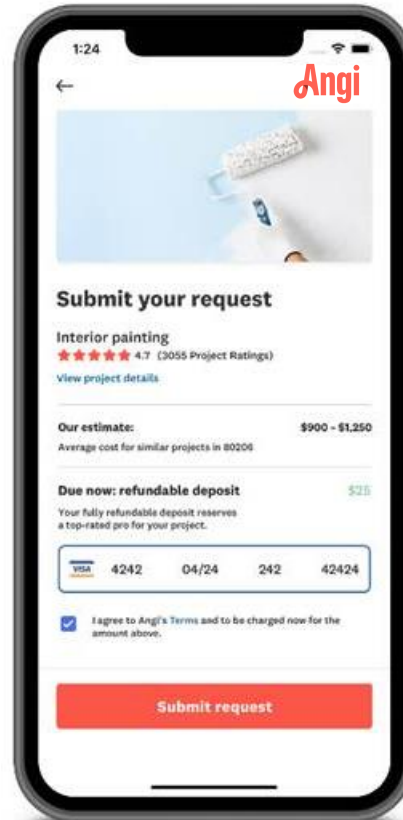 1:24
Angi
Submit your request
Interior painting
4.7 (3055 Project Ratings)
View project details
Our estimate: $900 - $1,250
Average cost for similar projects in 80206
Due now: refundable deposit $25
Your fully refundable deposit reserves
a top-rated pro for your project.
VISA 4242 04/24 242 42424
I agree to Angi's Terms and to be charged now for the
amount above.
Submit request